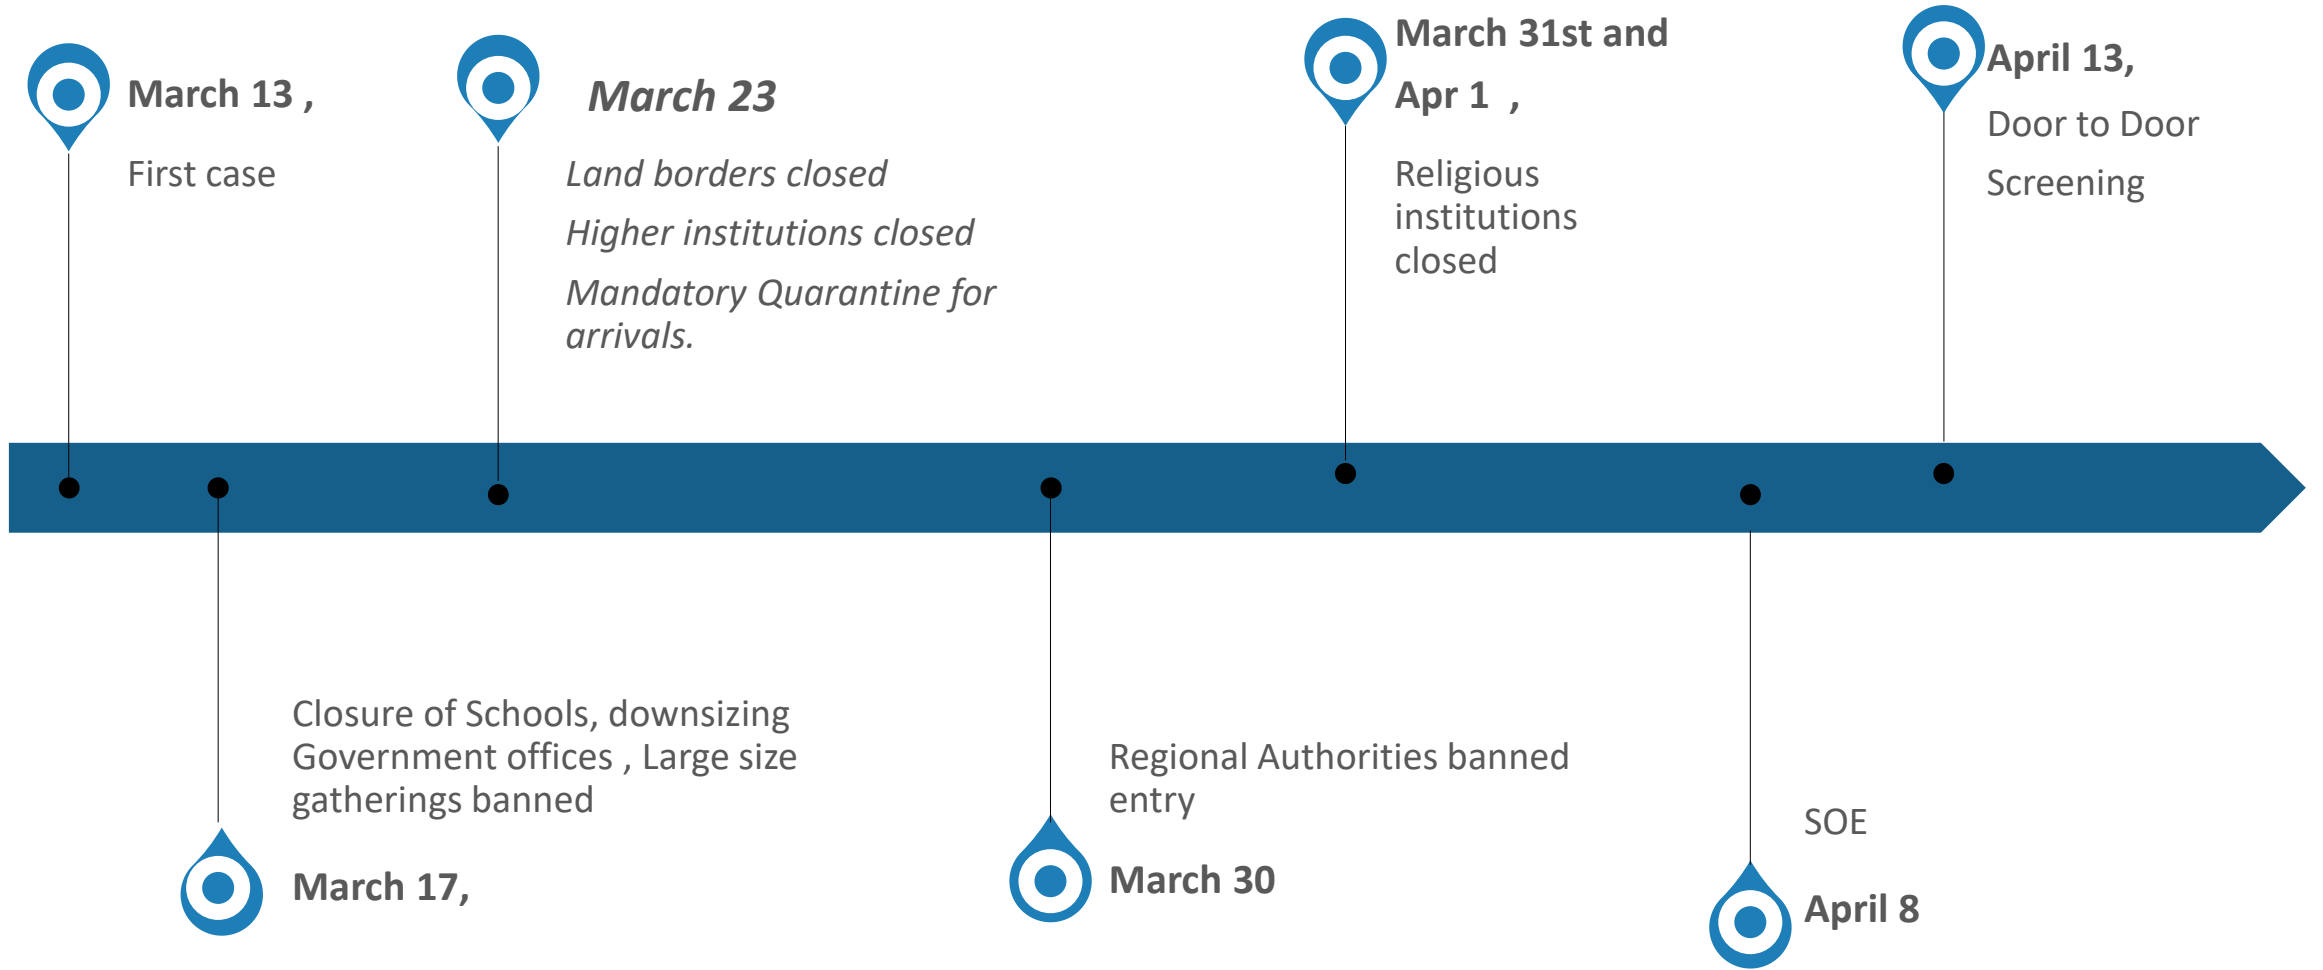 March 13 ,
First case
March 23
Land borders closed
Higher institutions closed
Mandatory Quarantine for
arrivals.
March 31st and
Apr 1 ,
Religious
institutions
closed
April 13,
Door to Door
Screening
Closure of Schools, downsizing
Government offices , Large size
gatherings banned
March 17,
Regional Authorities banned
entry
March 30
SOE
April 8